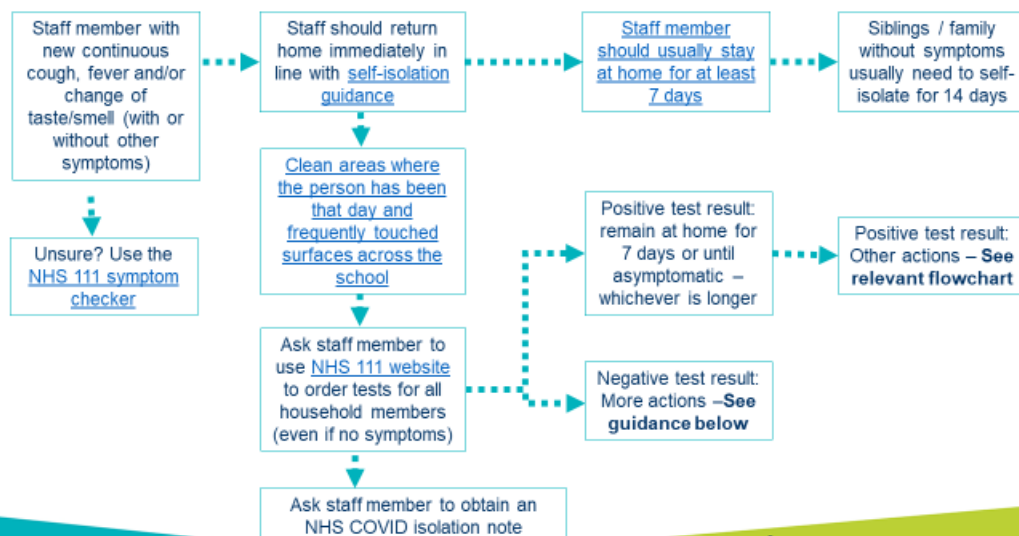 Staff member with
new continuous
cough, fever and/or
change of
taste/smell (with or
without other
symptoms)
Unsure? Use the
NHS 111 symptom
checker
Staff should return
home immediately in
line with self-isolation
guidance
Clean areas where
the person has been
that day and
frequently touched
surfaces across the
school
Ask staff member to
use NHS 111 website
to order tests for all
household members
(even if no symptoms)
Ask staff member to obtain an
NHS COVID isolation note
Staff member
should usually stay
at home for at least
7 days
Siblings / family
without symptoms
usually need to self-
isolate for 14 days
Positive test result:
remain at home for
7 days or until
asymptomatic –
whichever is longer
Positive test result:
Other actions – See
relevant flowchart
Negative test result:
More actions –See
guidance below